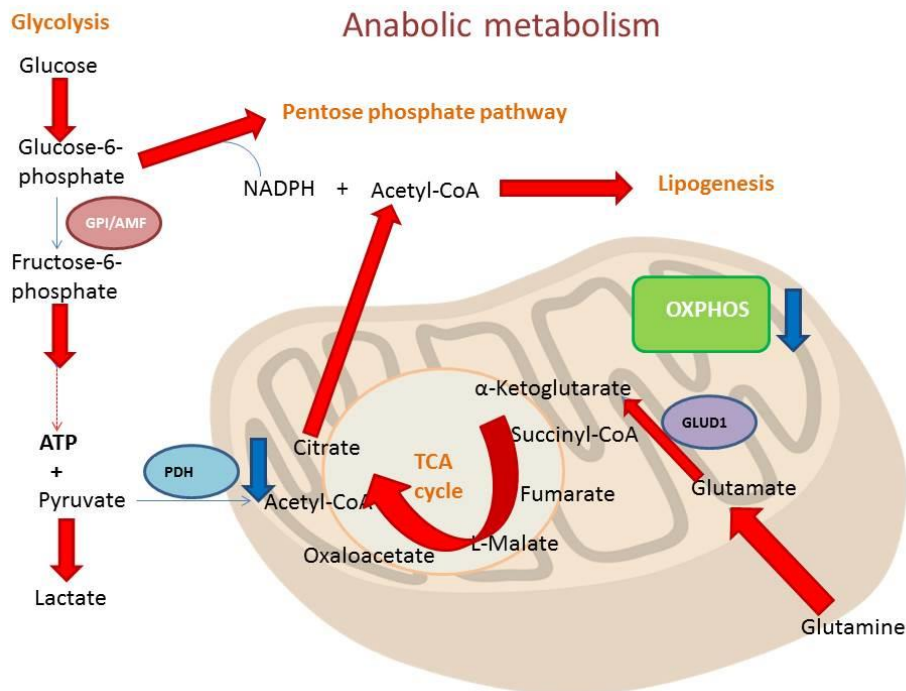 Anabolic metabolism
Glycolysis
Glucose
Glucose-6-
phosphate
GPI/AMF
Fructose-6-
phosphate
ATP
+
Pyruvate
Lactate
PDH
Pentose phosphate pathway
NADPH + Acetyl-CoA
Lipogenesis
OXPHOS
α-Ketoglutarate
Succinyl-CoA
GLUD1
Citrate
TCA
cycle
Acetyl-CoA
Fumarate
Glutamate
L-Malate
Oxaloacetate
Glutamine